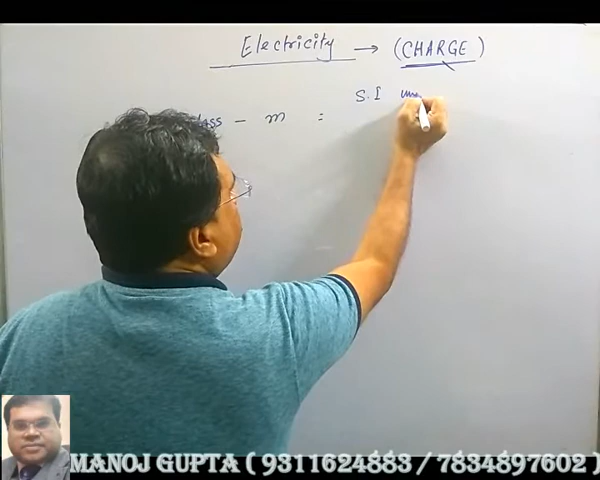 Electricity → (CHARGE)
S.I
ass – m :
MANOJ GUPTA ( 9311624883 / 7834897602 )